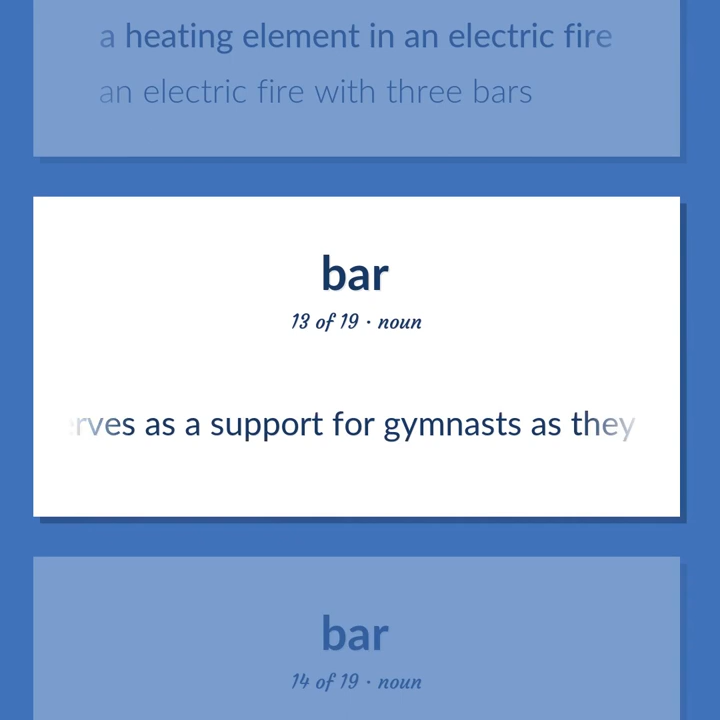 a heating element in an electric fire
an electric fire with three bars
bar
13 of 19 · noun
as a support for gymnasts as they
bar
14 of 19 · noun